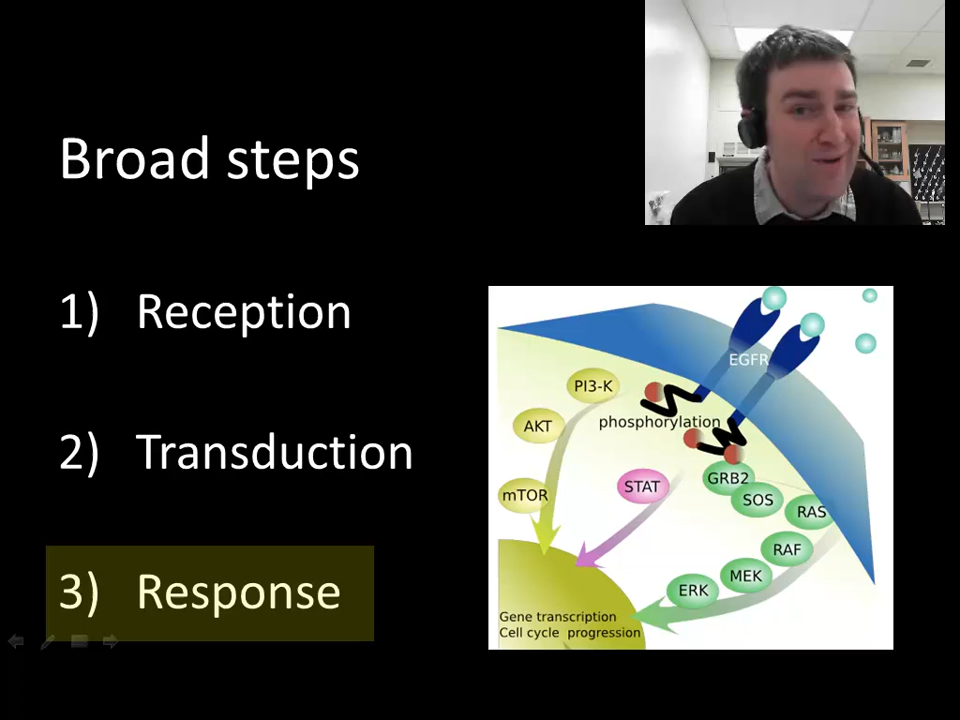 Broad steps
1) Reception
2) Transduction
3) Response
EGFR
PI3-K
phosphorylation
AKT
GRB2
STAT
SOS
mTOR
RAS
RAF
MEK
ERK
Gene transcription
Cell cycle progression